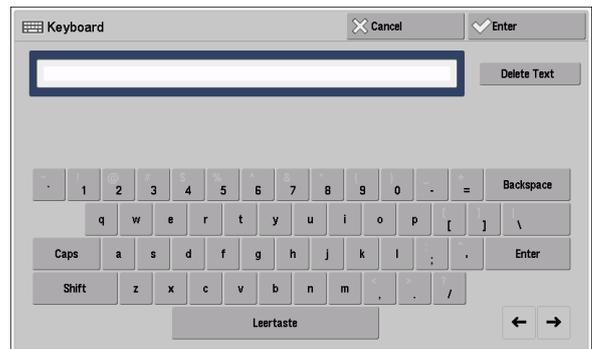 Keyboard Cancel Enter
Delete Text
~ ` ! 1 @ 2 # 3 $ 4 % 5 ^ 6 & 7 * 8 ( 9 ) 0 _ - + = Backspace
q w e r t y u i o p { [ } ] | \
Caps a s d f g h j k l : ; " ' Enter
Shift z x c v b n m < , > . ? /
Leertaste ← →